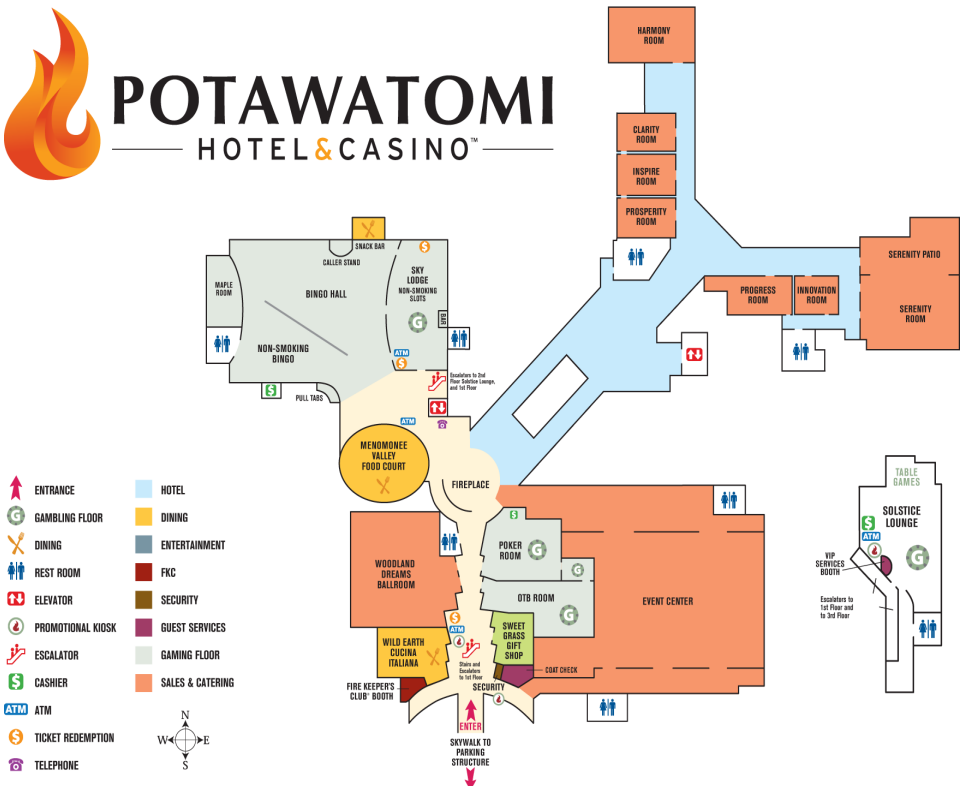 POTAWATOMI
HOTEL&CASINO™
HARMONY
ROOM
CLARITY
ROOM
INSPIRE
ROOM
PROSPERITY
ROOM
SERENITY PATIO
SERENITY
ROOM
PROGRESS
ROOM
INNOVATION
ROOM
SNACK BAR
CALLER STAND
SKY
LODGE
NON-SMOKING
SLOTS
MAPLE
ROOM
BINGO HALL
G
BAR
NON-SMOKING
BINGO
ATM
$
$
$
PULL TABS
Escalators to 2nd
Floor Solstice Lounge,
and 1st Floor
ATM
MENOMONEE
VALLEY
FOOD COURT
FIREPLACE
$
POKER
ROOM
G
G
OTB ROOM
G
WOODLAND
DREAMS
BALLROOM
EVENT CENTER
$
ATM
SWEET
GRASS
GIFT
SHOP
WILD EARTH
CUCINA
ITALIANA
Stairs and
Escalators
to 1st Floor
COAT CHECK
FIRE KEEPER'S
CLUB® BOOTH
SECURITY
ENTER
SKYWALK TO
PARKING
STRUCTURE
TABLE
GAMES
SOLSTICE
LOUNGE
$
ATM
G
VIP
SERVICES
BOOTH
Escalators to
1st Floor and
to 3rd Floor
ENTRANCE
G GAMBLING FLOOR
DINING
REST ROOM
ELEVATOR
PROMOTIONAL KIOSK
ESCALATOR
$ CASHIER
ATM ATM
$ TICKET REDEMPTION
TELEPHONE
HOTEL
DINING
ENTERTAINMENT
FKC
SECURITY
GUEST SERVICES
GAMING FLOOR
SALES & CATERING
N
W E
S